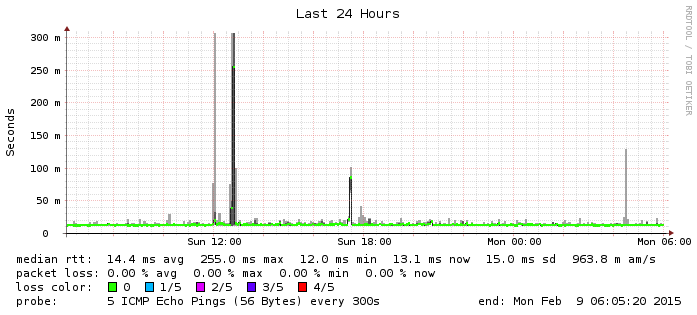 Last 24 Hours
RRDTOOL / TOBI OETIKER
Seconds
300 m
250 m
200 m
150 m
100 m
50 m
0
Sun 12:00 Sun 18:00 Mon 00:00 Mon 06:00
median rtt: 14.4 ms avg 255.0 ms max 12.0 ms min 13.1 ms now 15.0 ms sd 963.8 m am/s
packet loss: 0.00 % avg 0.00 % max 0.00 % min 0.00 % now
loss color: 0 1/5 2/5 3/5 4/5
probe: 5 ICMP Echo Pings (56 Bytes) every 300s end: Mon Feb 9 06:05:20 2015